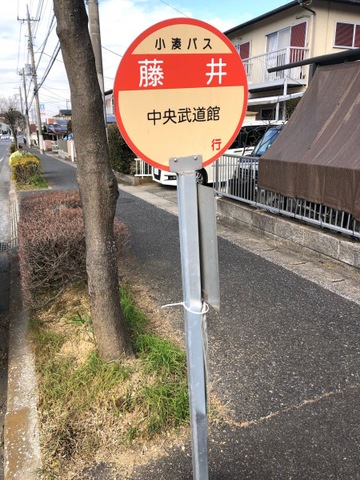 小湊バス
藤井
中央武道館
行